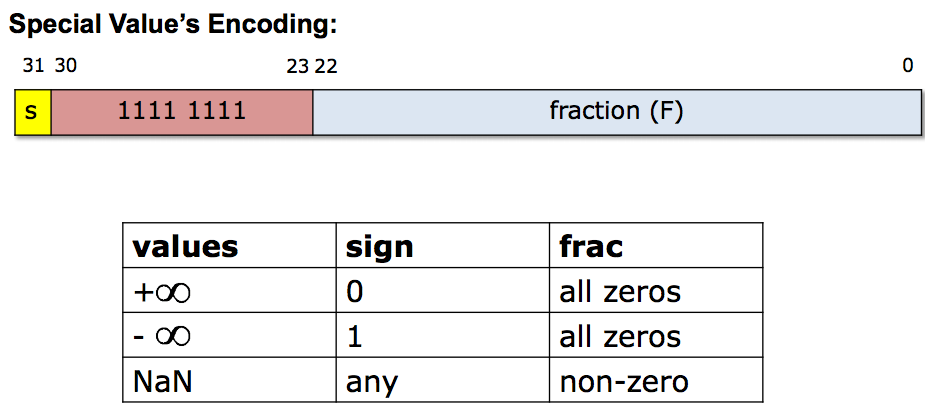 Special Value's Encoding:
31 30 23 22 0
s 1111 1111 fraction (F)
values sign frac
+∞ 0 all zeros
- ∞ 1 all zeros
NaN any non-zero